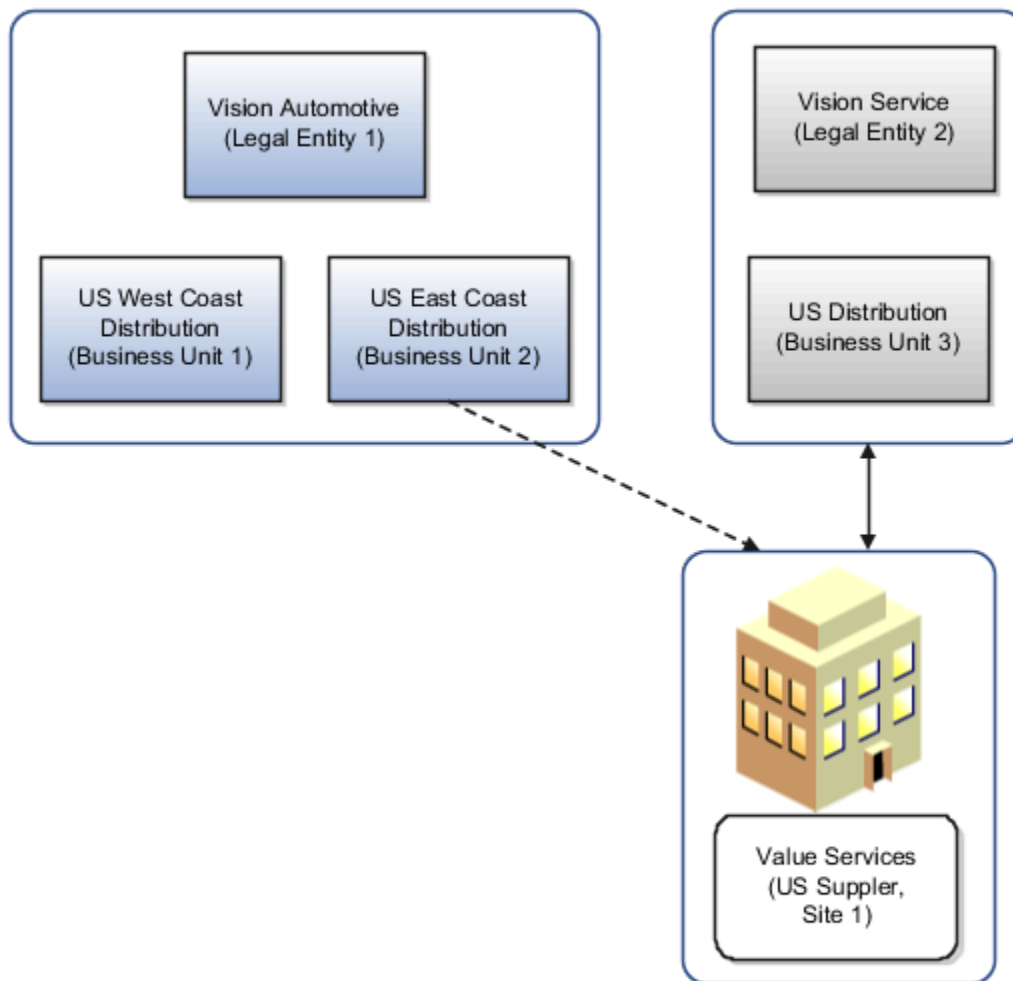 Vision Automotive
(Legal Entity 1)
Vision Service
(Legal Entity 2)
US West Coast
Distribution
(Business Unit 1)
US East Coast
Distribution
(Business Unit 2)
US Distribution
(Business Unit 3)
Value Services
(US Suppler,
Site 1)